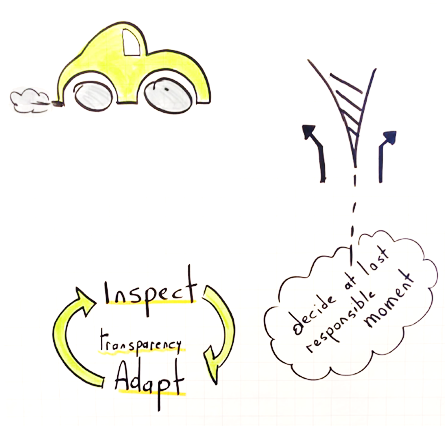 Inspect
transparency
Adapt
decide at last
responsible
moment